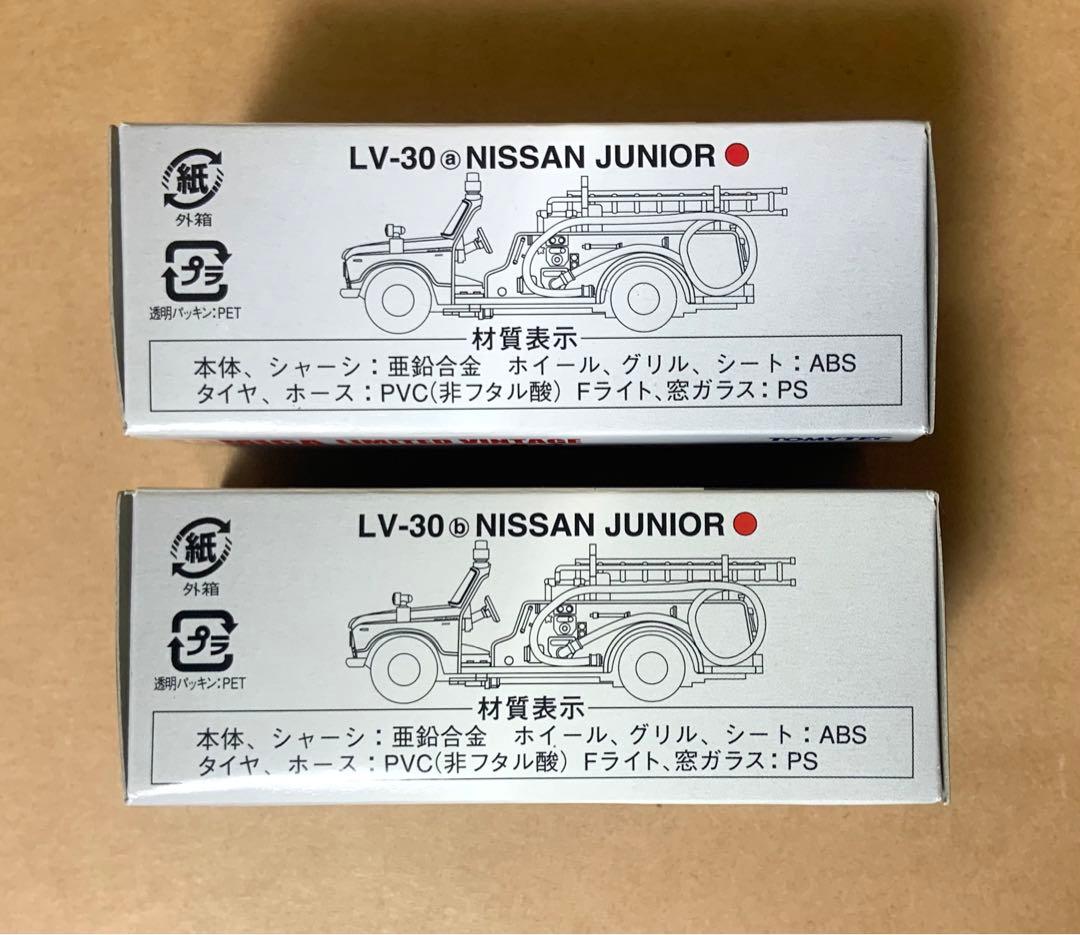 LV-30ⓐNISSAN JUNIOR
紙
外箱
プラ
透明パッキン:PET
材質表示
本体、シャーシ:亜鉛合金 ホイール、グリル、シート:ABS
タイヤ、ホース:PVC(非フタル酸) Fライト、窓ガラス:PS
LIMITED VINTAGE
TOMYTEC
LV-30ⓑNISSAN JUNIOR
紙
外箱
プラ
透明パッキン:PET
材質表示
本体、シャーシ:亜鉛合金 ホイール、グリル、シート:ABS
タイヤ、ホース:PVC(非フタル酸) Fライト、窓ガラス:PS